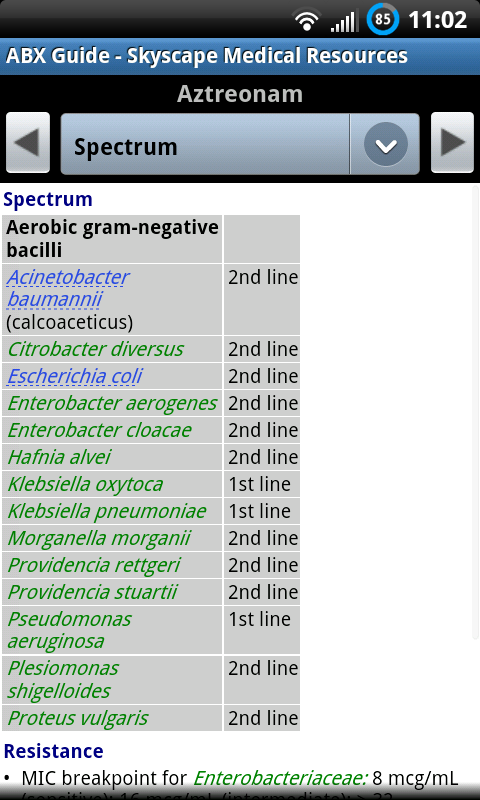 85 11:02
ABX Guide - Skyscape Medical Resources
Aztreonam
Spectrum
Spectrum
Aerobic gram-negative
bacilli
Acinetobacter 2nd line
baumannii
(calcoaceticus)
Citrobacter diversus 2nd line
Escherichia coli 2nd line
Enterobacter aerogenes 2nd line
Enterobacter cloacae 2nd line
Hafnia alvei 2nd line
Klebsiella oxytoca 1st line
Klebsiella pneumoniae 1st line
Morganella morganii 2nd line
Providencia rettgeri 2nd line
Providencia stuartii 2nd line
Pseudomonas 1st line
aeruginosa
Plesiomonas 2nd line
shigelloides
Proteus vulgaris 2nd line
Resistance
• MIC breakpoint for Enterobacteriaceae: 8 mcg/mL